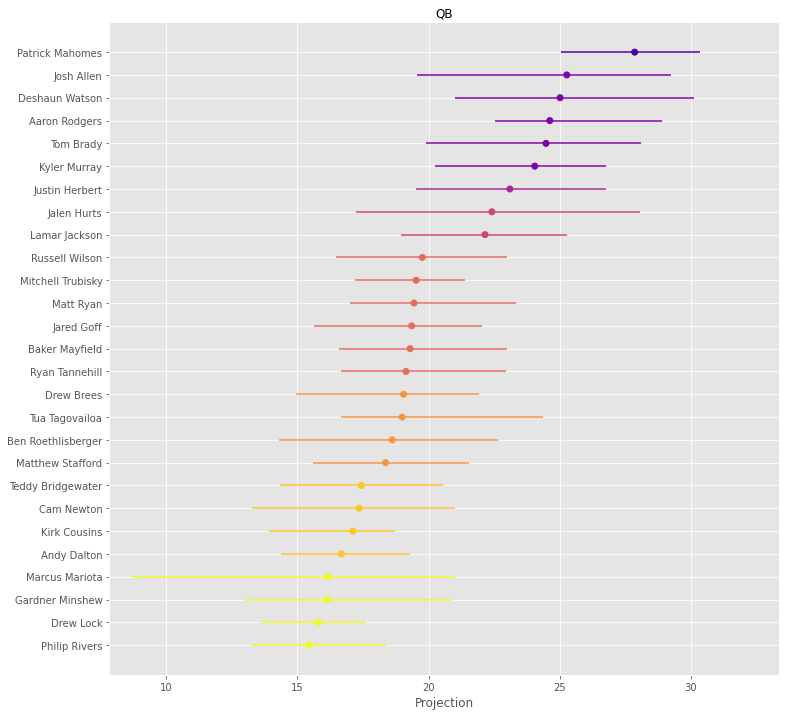 QB
Patrick Mahomes
Josh Allen
Deshaun Watson
Aaron Rodgers
Tom Brady
Kyler Murray
Justin Herbert
Jalen Hurts
Lamar Jackson
Russell Wilson
Mitchell Trubisky
Matt Ryan
Jared Goff
Baker Mayfield
Ryan Tannehill
Drew Brees
Tua Tagovailoa
Ben Roethlisberger
Matthew Stafford
Teddy Bridgewater
Cam Newton
Kirk Cousins
Andy Dalton
Marcus Mariota
Gardner Minshew
Drew Lock
Philip Rivers
10 15 20 25 30
Projection